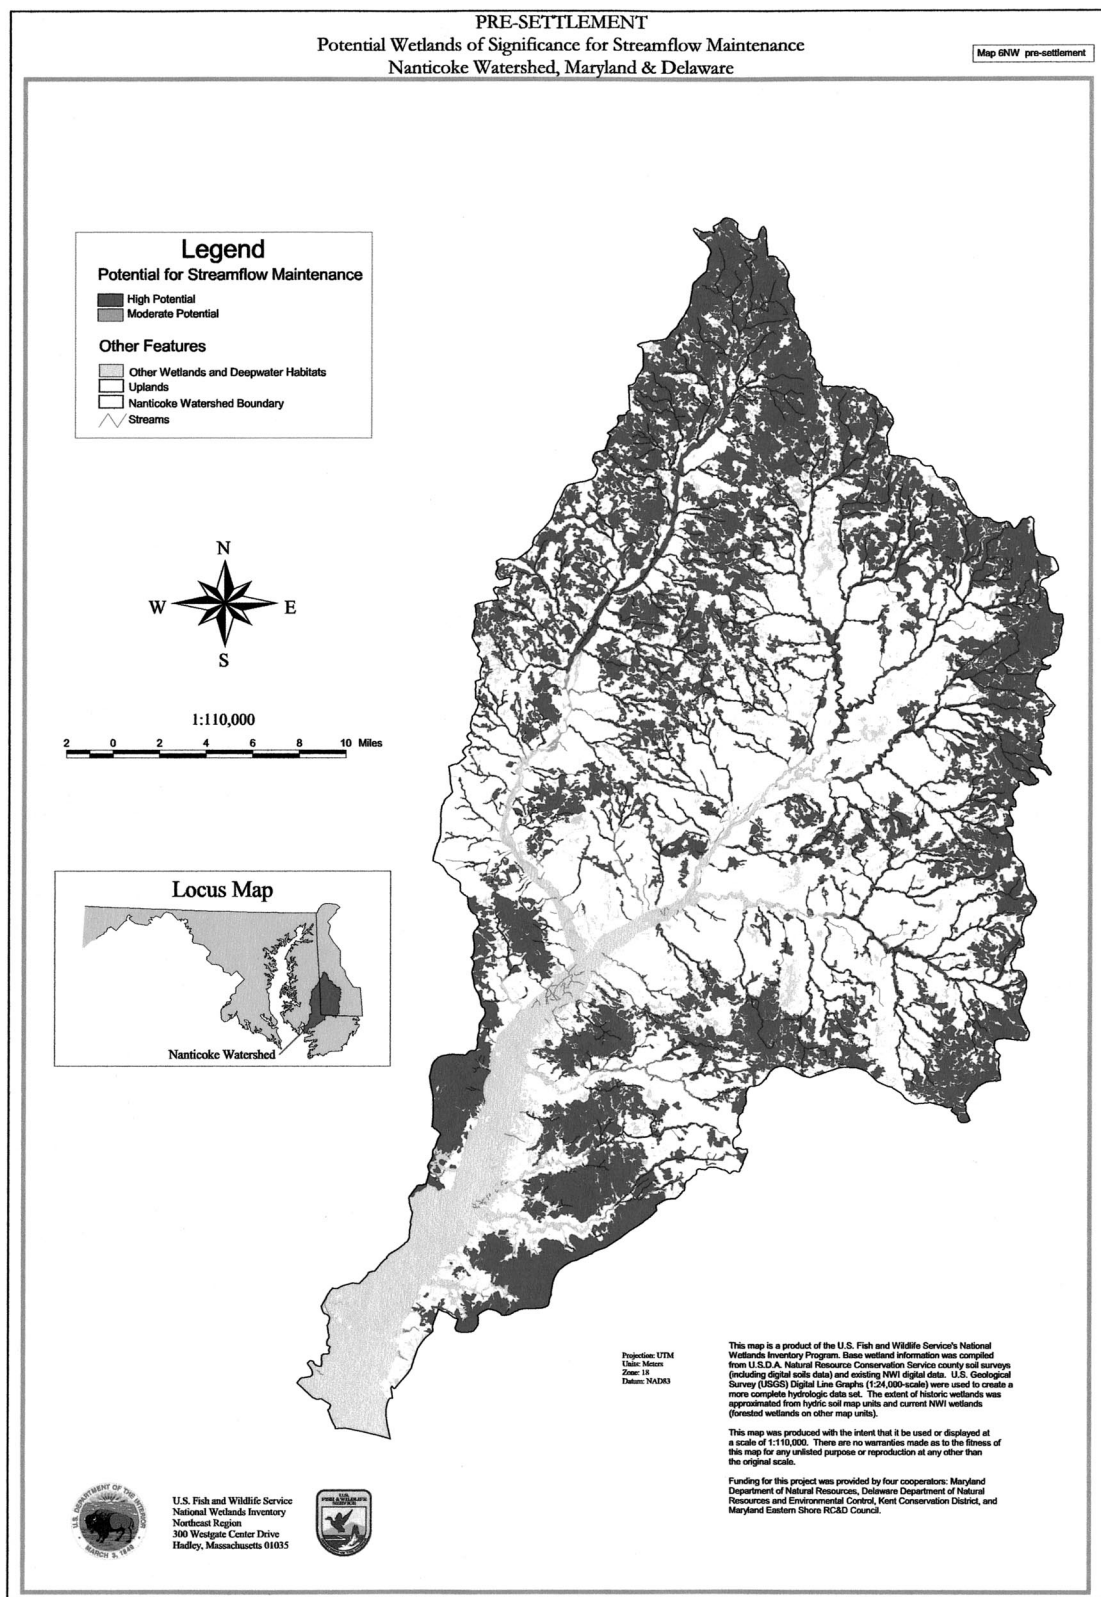 PRE-SETTLEMENT
Potential Wetlands of Significance for Streamflow Maintenance
Nanticoke Watershed, Maryland & Delaware
Map 6NW pre-settlement
Legend
Potential for Streamflow Maintenance
High Potential
Moderate Potential
Other Features
Other Wetlands and Deepwater Habitats
Uplands
Nanticoke Watershed Boundary
Streams
N
W E
S
1:110,000
2 0 2 4 6 8 10 Miles
Locus Map
Nanticoke Watershed
Projection: UTM
Units: Meters
Zone: 18
Datum: NAD83
This map is a product of the U.S. Fish and Wildlife Service's National
Wetlands Inventory Program. Base wetland information was compiled
from U.S.D.A. Natural Resource Conservation Service county soil surveys
(including digital soils data) and existing NWI digital data. U.S. Geological
Survey (USGS) Digital Line Graphs (1:24,000-scale) were used to create a
more complete hydrologic data set. The extent of historic wetlands was
approximated from hydric soil map units and current NWI wetlands
(forested wetlands on other map units).
This map was produced with the intent that it be used or displayed at
a scale of 1:110,000. There are no warranties made as to the fitness of
this map for any unlisted purpose or reproduction at any other than
the original scale.
Funding for this project was provided by four cooperators: Maryland
Department of Natural Resources, Delaware Department of Natural
Resources and Environmental Control, Kent Conservation District, and
Maryland Eastern Shore RC&D Council.
U.S. DEPARTMENT OF THE INTERIOR
MARCH 3, 1849
U.S. Fish and Wildlife Service
National Wetlands Inventory
Northeast Region
300 Westgate Center Drive
Hadley, Massachusetts 01035
U.S.
FISH & WILDLIFE
SERVICE